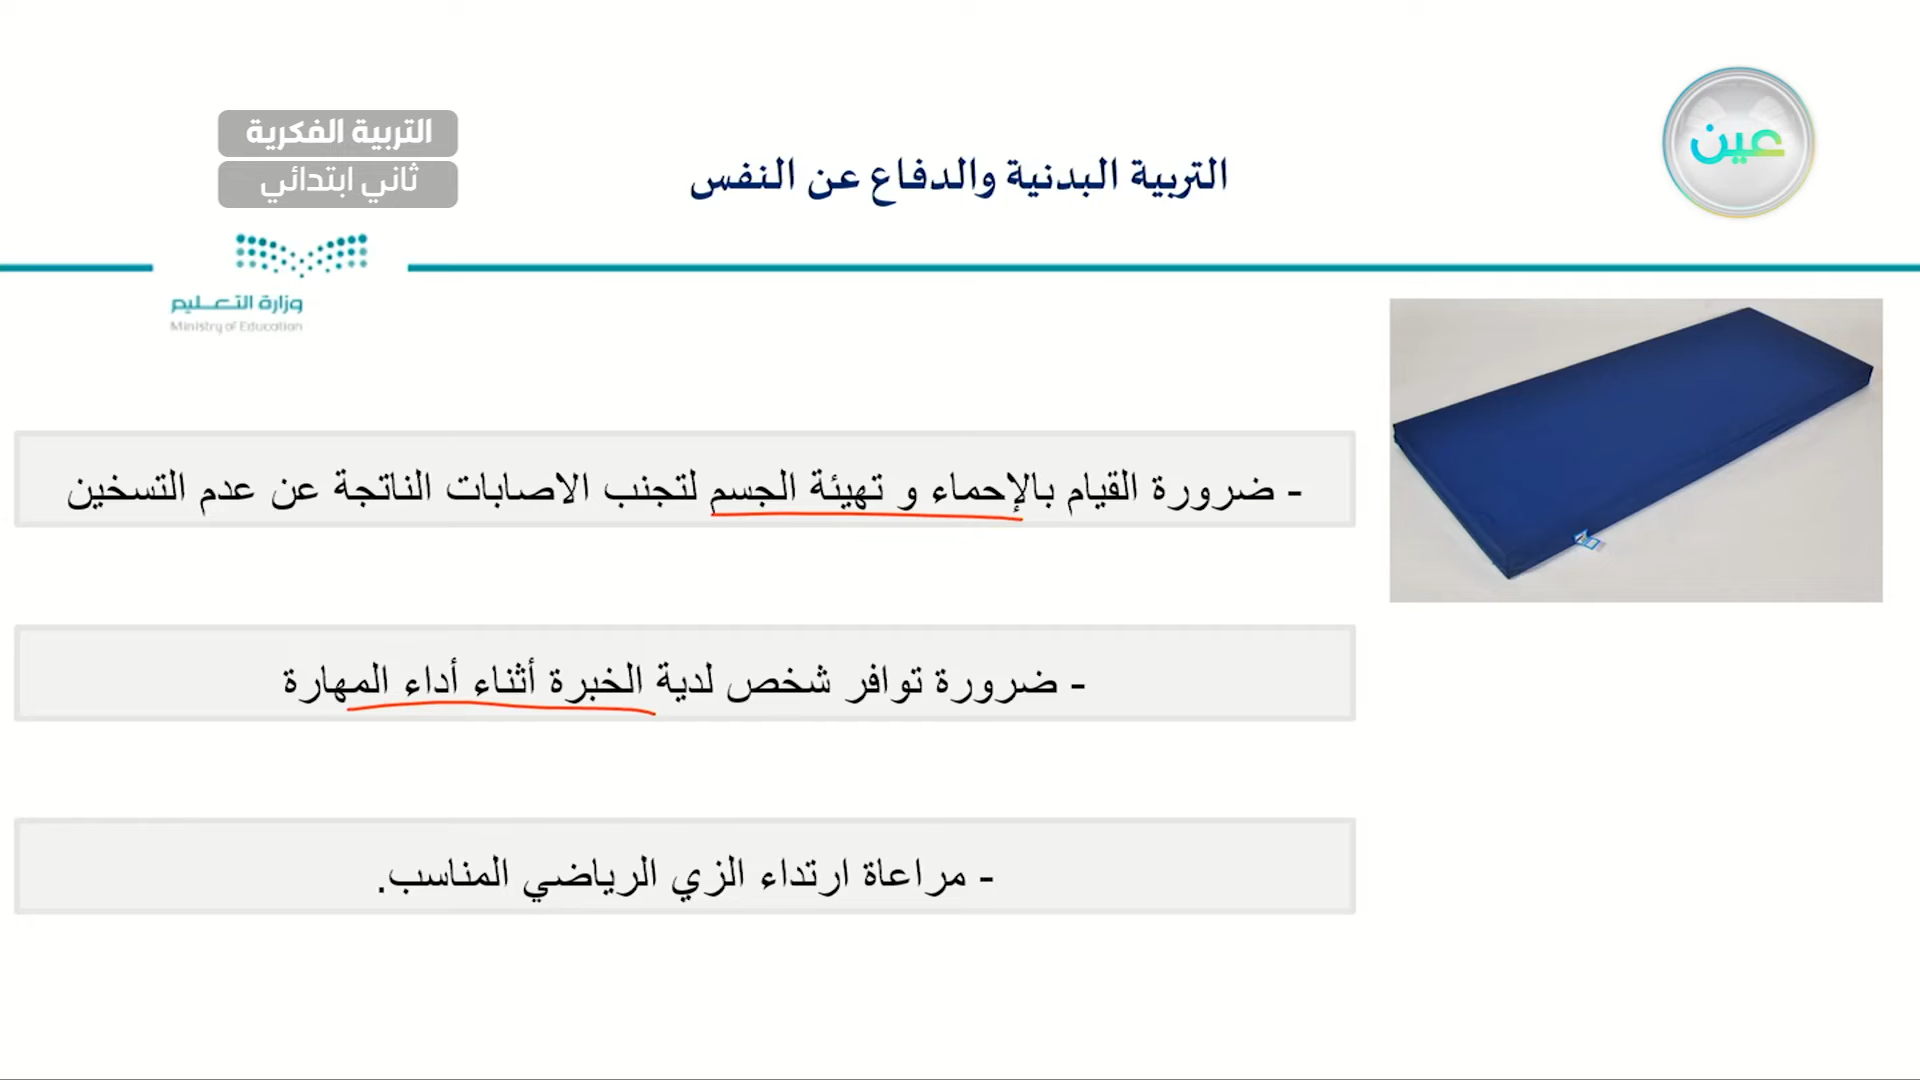 عين
التربية الفكرية
ثاني ابتدائي
التربية البدنية والدفاع عن النفس
وزارة التعليم
Ministry of Education
- ضرورة القيام بالإحماء و تهيئة الجسم لتجنب الاصابات الناتجة عن عدم التسخين
- ضرورة توافر شخص لدية الخبرة أثناء أداء المهارة
- مراعاة ارتداء الزي الرياضي المناسب.